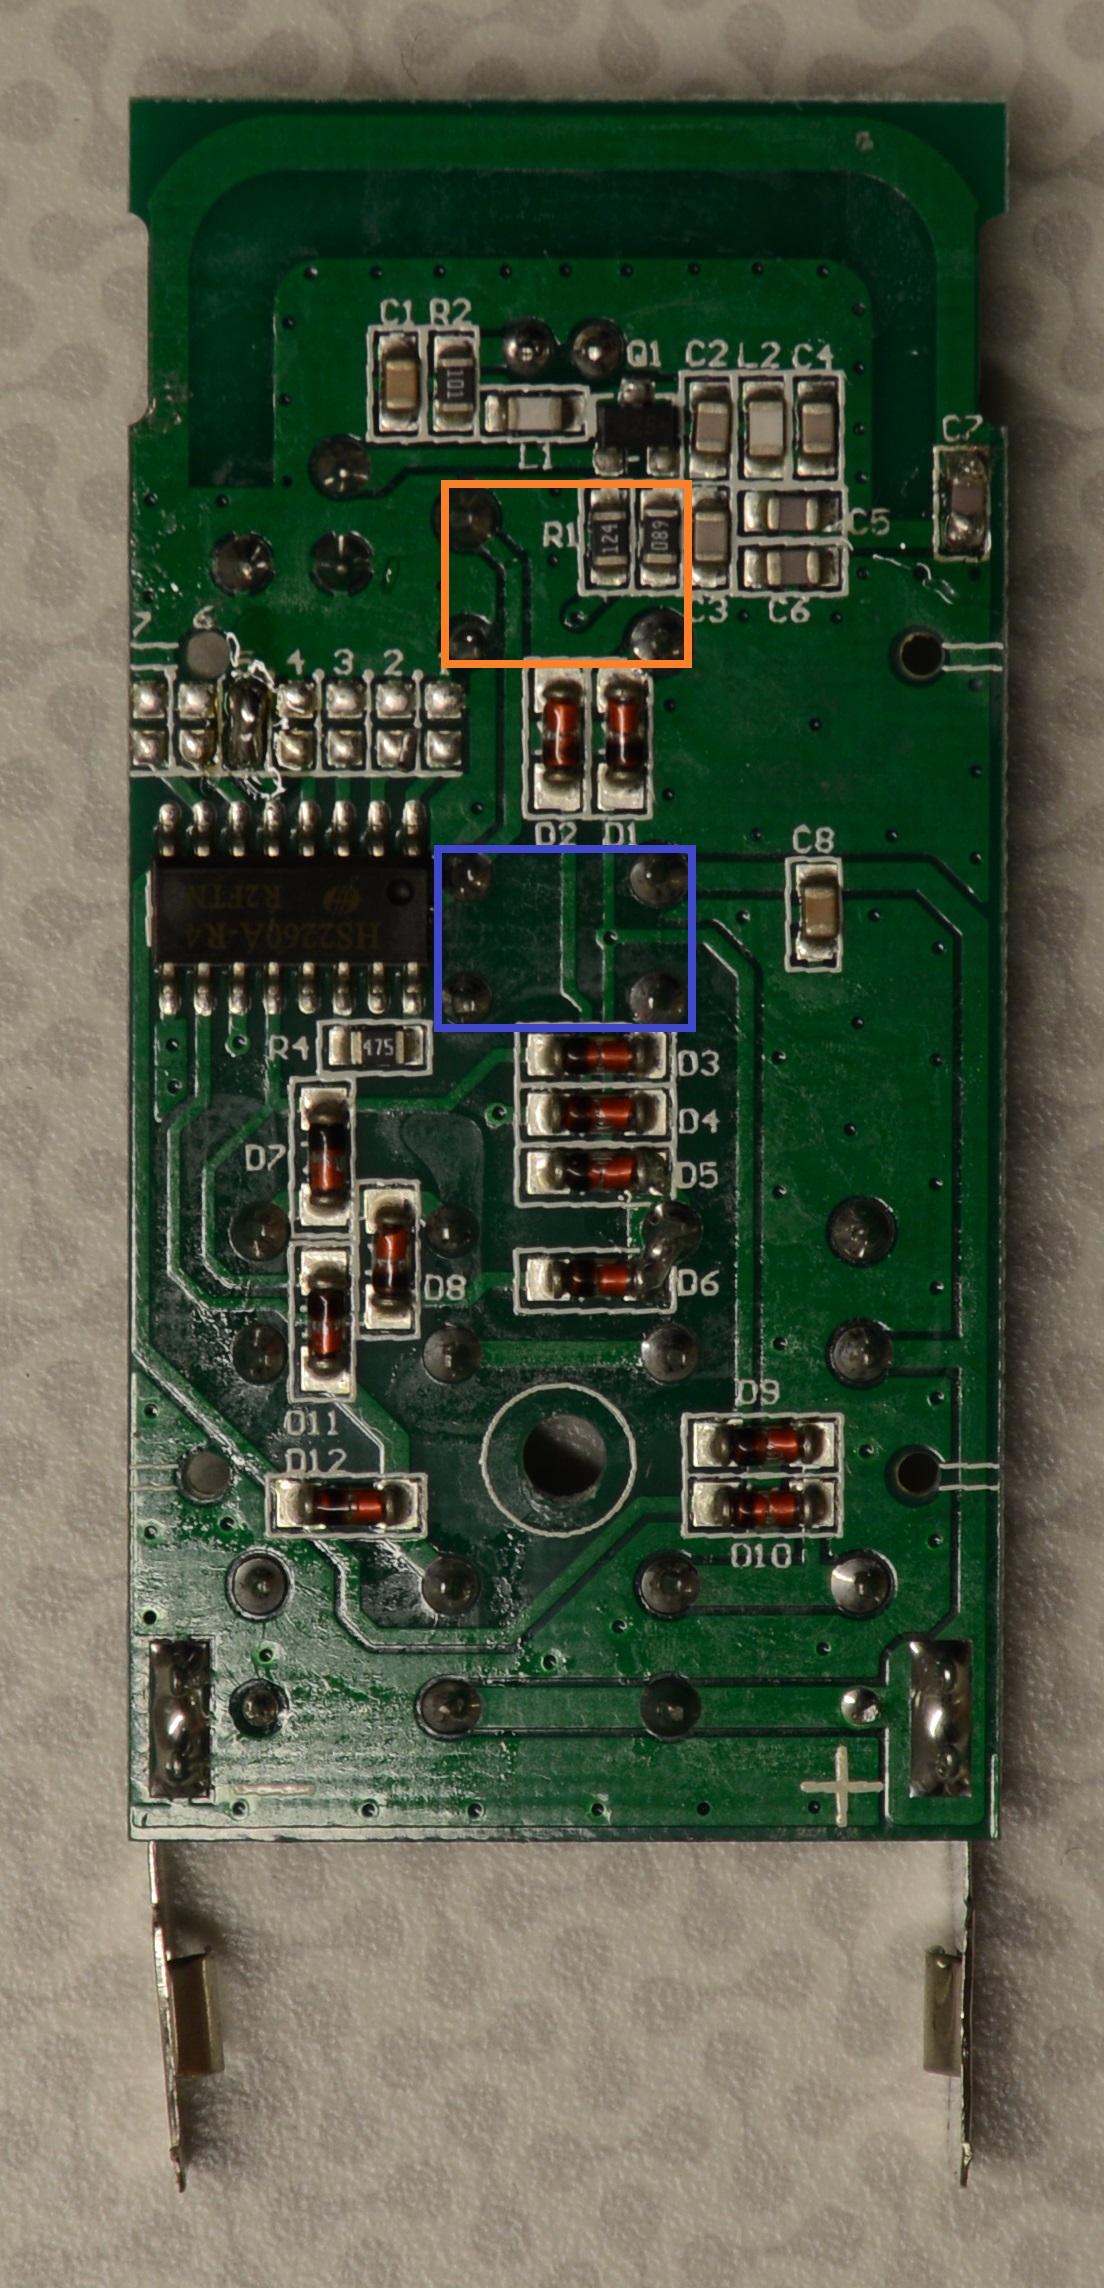 C1 R2
101
Q1 C2 L2 C4
L1
C7
R1 124 089 C5
C3 C6
7 6 5 4 3 2 1
D2 D1
C8
HS2260A-R4
R2FTN
R4 475
D3
D4
D7
D5
D8 D6
D9
D11
D12
D10
- +